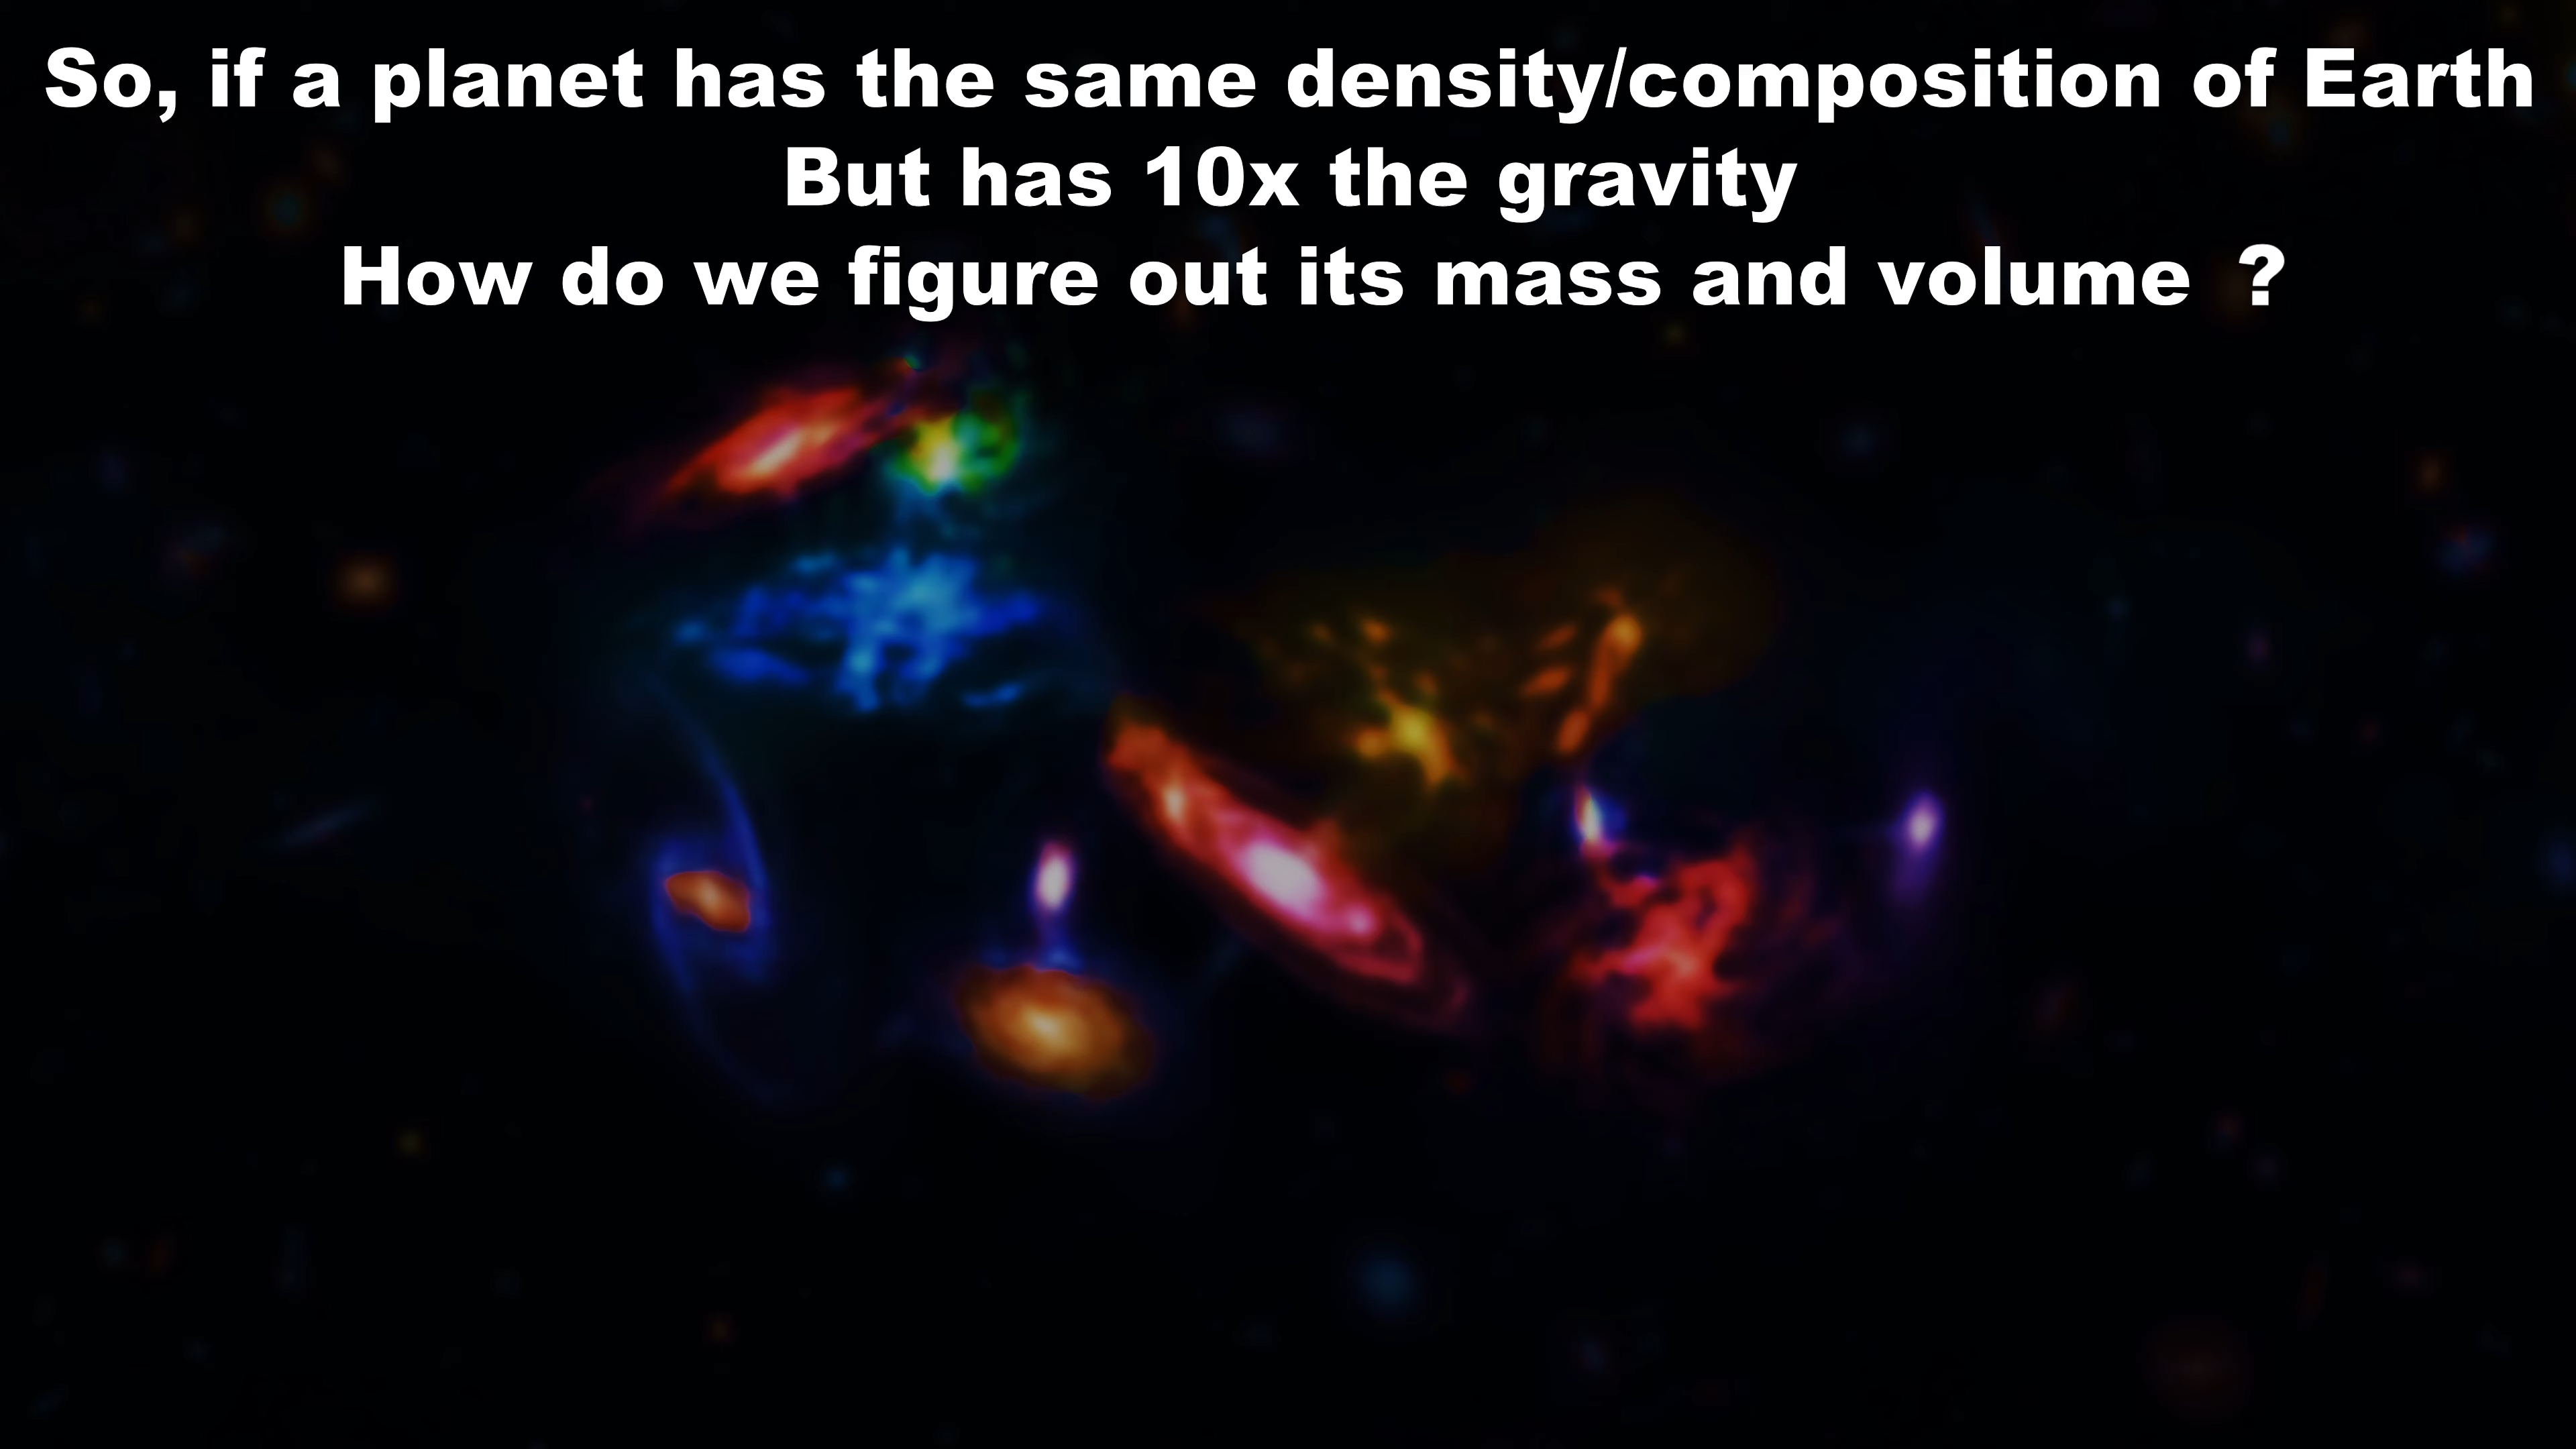 So, if a planet has the same density/composition of Earth
But has 10x the gravity
How do we figure out its mass and volume  ?